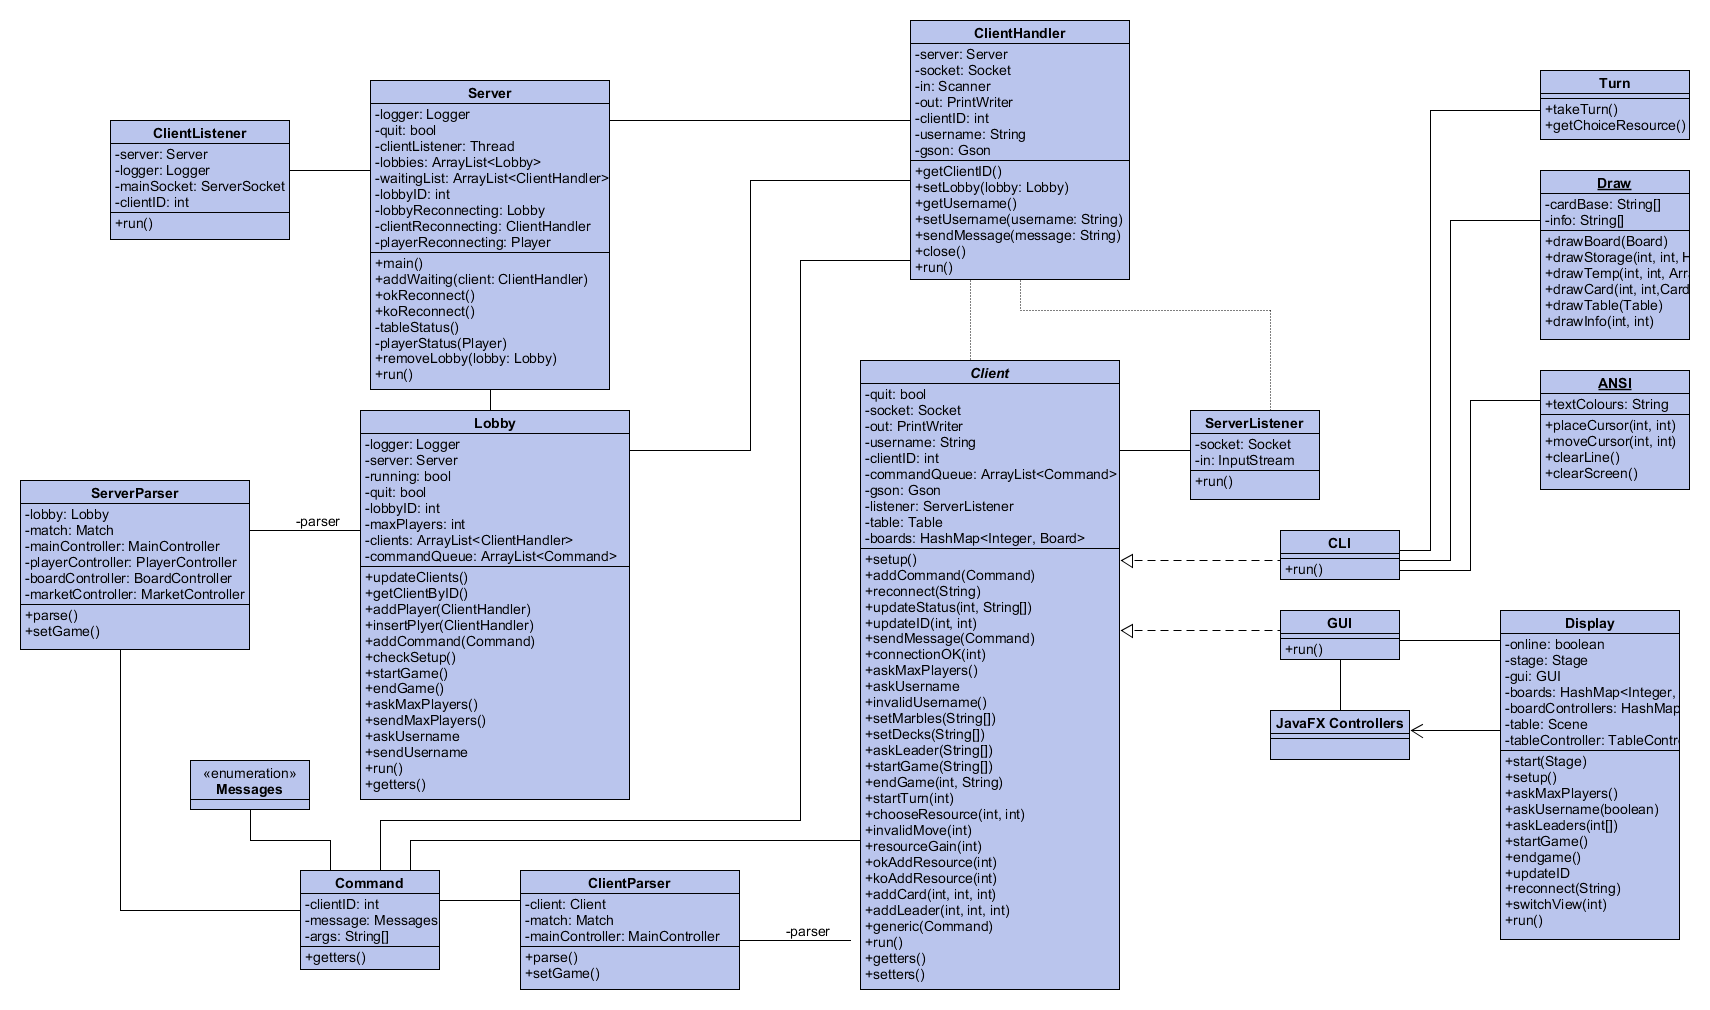 ClientListener
-server: Server
-logger: Logger
-mainSocket: ServerSocket
-clientID: int
+run()
Server
-logger: Logger
-quit: bool
-clientListener: Thread
-lobbies: ArrayList<Lobby>
-waitingList: ArrayList<ClientHandler>
-lobbyID: int
-lobbyReconnecting: Lobby
-clientReconnecting: ClientHandler
-playerReconnecting: Player
+main()
+addWaiting(client: ClientHandler)
+okReconnect()
+koReconnect()
-tableStatus()
-playerStatus(Player)
+removeLobby(lobby: Lobby)
+run()
ClientHandler
-server: Server
-socket: Socket
-in: Scanner
-out: PrintWriter
-clientID: int
-username: String
-gson: Gson
+getClientID()
+setLobby(lobby: Lobby)
+getUsername()
+setUsername(username: String)
+sendMessage(message: String)
+close()
+run()
Turn
+takeTurn()
+getChoiceResource()
Draw
-cardBase: String[]
-info: String[]
+drawBoard(Board)
+drawStorage(int, int, H
+drawTemp(int, int, Arr
+drawCard(int, int,Card
+drawTable(Table)
+drawInfo(int, int)
ANSI
+textColours: String
+placeCursor(int, int)
+moveCursor(int, int)
+clearLine()
+clearScreen()
Lobby
-logger: Logger
-server: Server
-running: bool
-quit: bool
-lobbyID: int
-maxPlayers: int
-clients: ArrayList<ClientHandler>
-commandQueue: ArrayList<Command>
+updateClients()
+getClientByID()
+addPlayer(ClientHandler)
+insertPlyer(ClientHandler)
+addCommand(Command)
+checkSetup()
+startGame()
+endGame()
+askMaxPlayers()
+sendMaxPlayers()
+askUsername
+sendUsername
+run()
+getters()
ServerParser
-lobby: Lobby
-match: Match
-mainController: MainController
-playerController: PlayerController
-boardController: BoardController
-marketController: MarketController
+parse()
+setGame()
-parser
Client
-quit: bool
-socket: Socket
-out: PrintWriter
-username: String
-clientID: int
-commandQueue: ArrayList<Command>
-gson: Gson
-listener: ServerListener
-table: Table
-boards: HashMap<Integer, Board>
+setup()
+addCommand(Command)
+reconnect(String)
+updateStatus(int, String[])
+updateID(int, int)
+sendMessage(Command)
+connectionOK(int)
+askMaxPlayers()
+askUsername
+invalidUsername()
+setMarbles(String[])
+setDecks(String[])
+askLeader(String[])
+startGame(String[])
+endGame(int, String)
+startTurn(int)
+chooseResource(int, int)
+invalidMove(int)
+resourceGain(int)
+okAddResource(int)
+koAddResource(int)
+addCard(int, int, int)
+addLeader(int, int, int)
+generic(Command)
+run()
+getters()
+setters()
ServerListener
-socket: Socket
-in: InputStream
+run()
CLI
+run()
GUI
+run()
JavaFX Controllers
Display
-online: boolean
-stage: Stage
-gui: GUI
-boards: HashMap<Integer,
-boardControllers: HashMap
-table: Scene
-tableController: TableContr
+start(Stage)
+setup()
+askMaxPlayers()
+askUsername(boolean)
+askLeaders(int[])
+startGame()
+endgame()
+updateID
+reconnect(String)
+switchView(int)
+run()
«enumeration»
Messages
Command
-clientID: int
-message: Messages
-args: String[]
+getters()
ClientParser
-client: Client
-match: Match
-mainController: MainController
+parse()
+setGame()
-parser